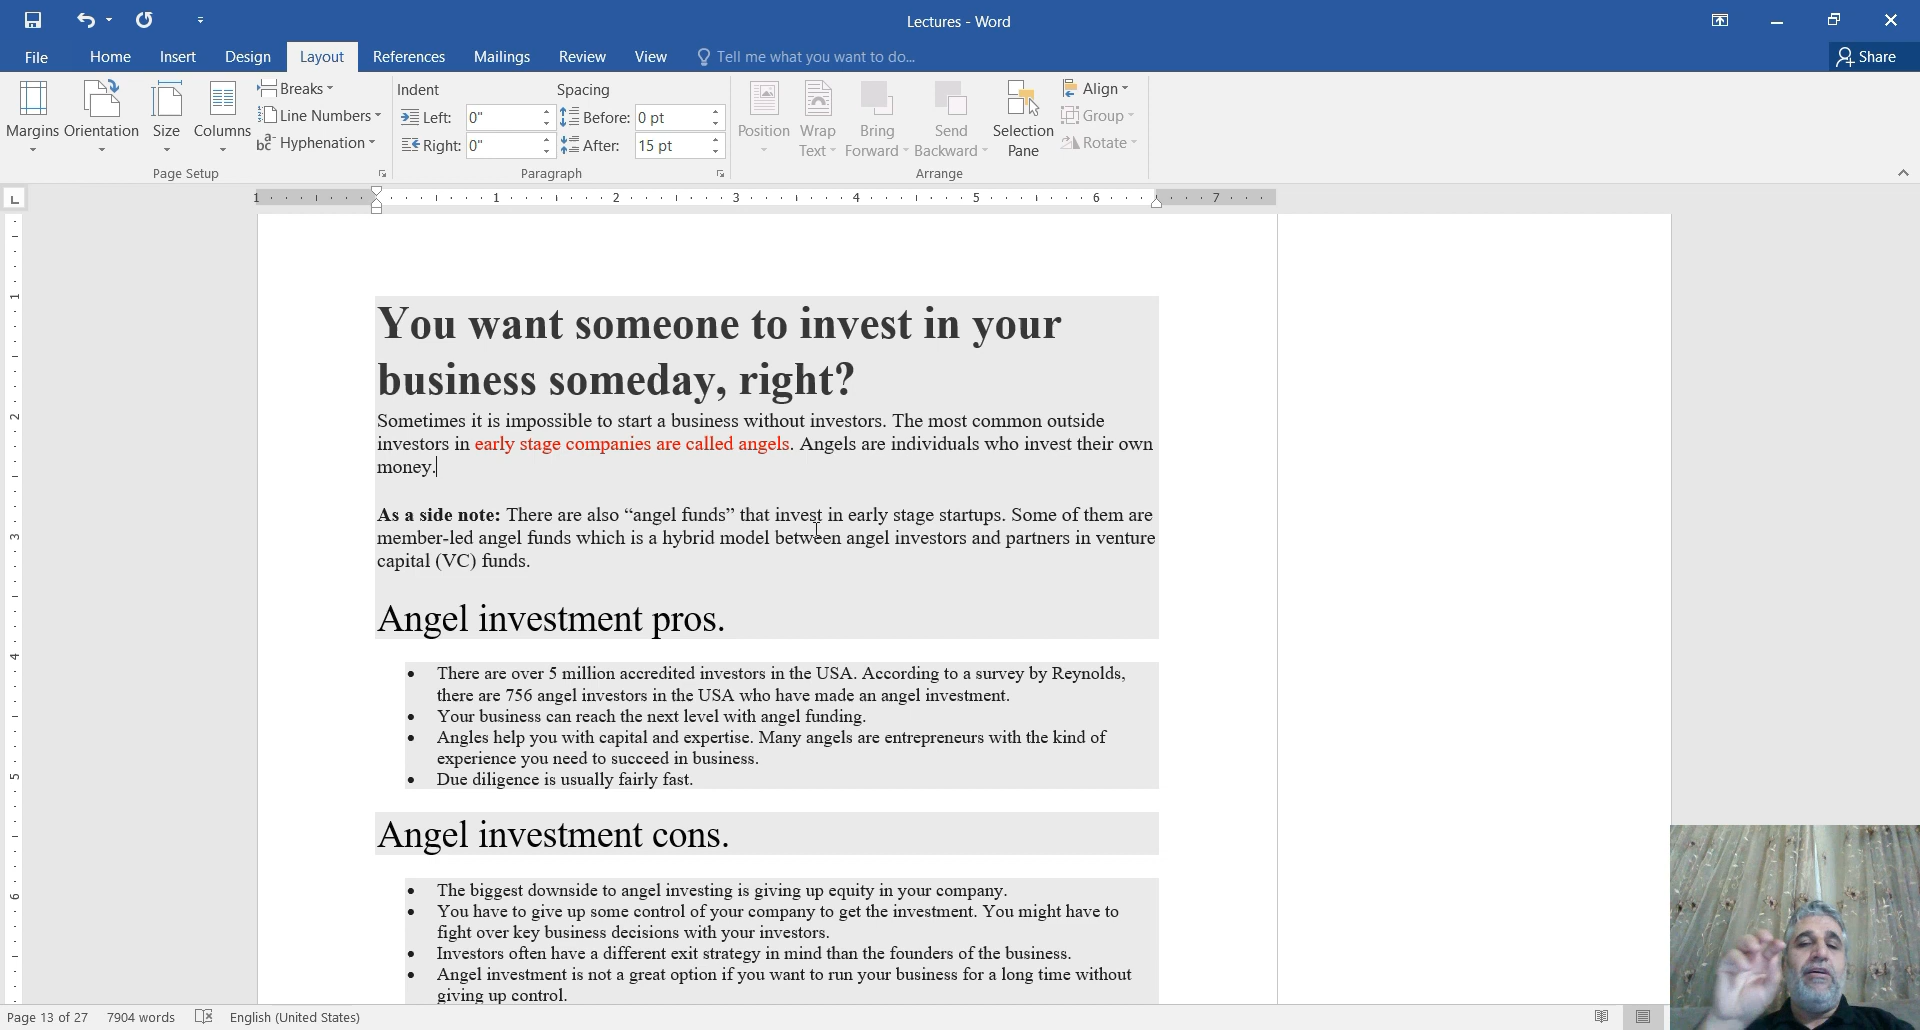 Lectures - Word
File Home Insert Design Layout References Mailings Review View Tell me what you want to do... Share
Margins Orientation Size Columns Breaks Line Numbers Hyphenation
Page Setup
Indent Spacing
Left: 0" Before: 0 pt
Right: 0" After: 15 pt
Paragraph
Position Wrap Text Bring Forward Send Backward Selection Pane Align Group Rotate
Arrange
1 1 2 3 4 5 6 7
You want someone to invest in your
business someday, right?
Sometimes it is impossible to start a business without investors. The most common outside
investors in early stage companies are called angels. Angels are individuals who invest their own
money.
As a side note: There are also “angel funds” that invest in early stage startups. Some of them are
member-led angel funds which is a hybrid model between angel investors and partners in venture
capital (VC) funds.
Angel investment pros.
• There are over 5 million accredited investors in the USA. According to a survey by Reynolds,
there are 756 angel investors in the USA who have made an angel investment.
• Your business can reach the next level with angel funding.
• Angles help you with capital and expertise. Many angels are entrepreneurs with the kind of
experience you need to succeed in business.
• Due diligence is usually fairly fast.
Angel investment cons.
• The biggest downside to angel investing is giving up equity in your company.
• You have to give up some control of your company to get the investment. You might have to
fight over key business decisions with your investors.
• Investors often have a different exit strategy in mind than the founders of the business.
• Angel investment is not a great option if you want to run your business for a long time without
giving up control.
1
2
3
4
5
6
Page 13 of 27 7904 words English (United States)